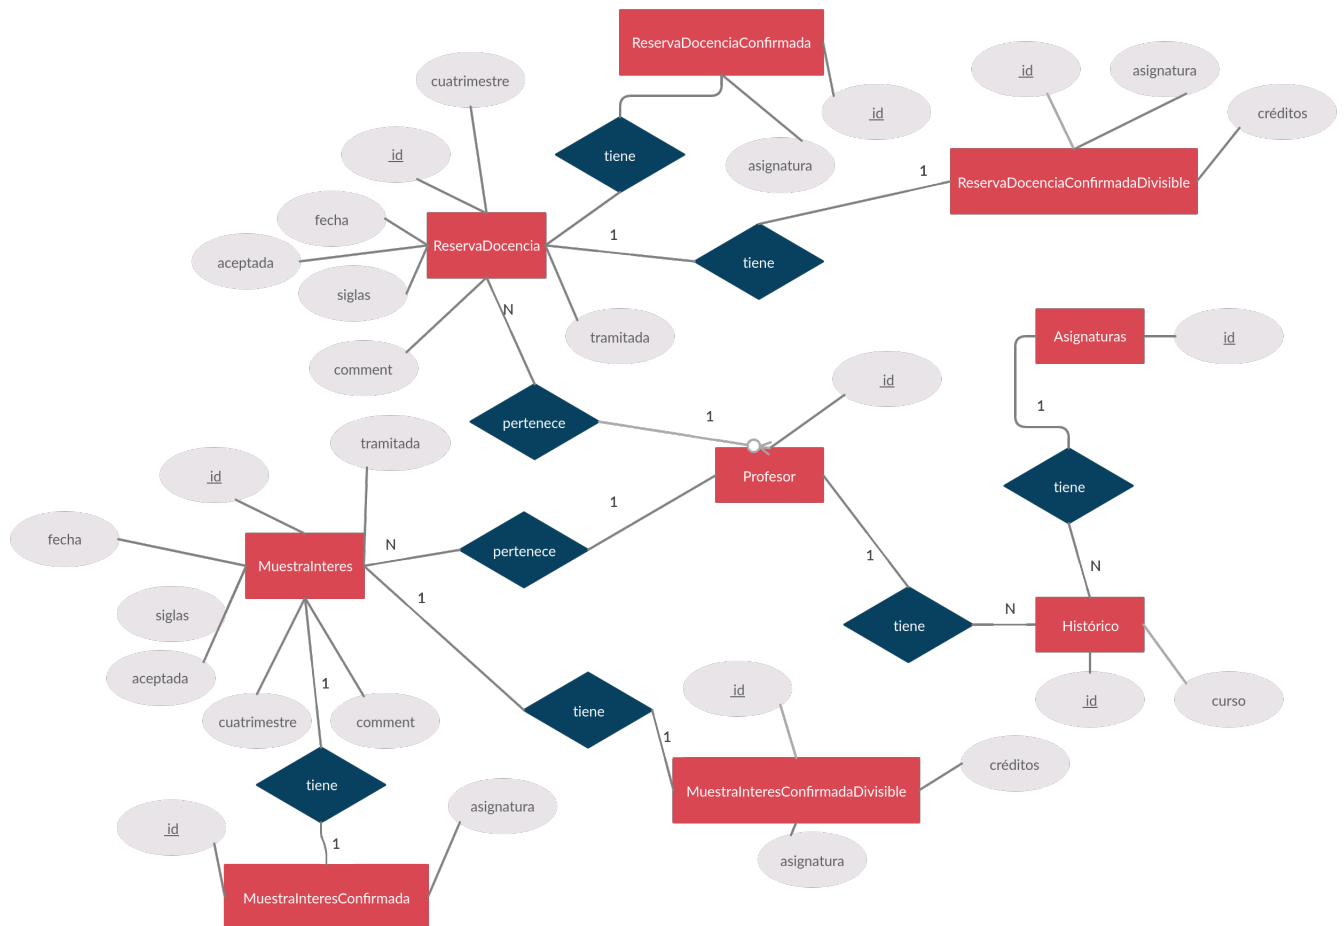 ReservaDocenciaConfirmada
cuatrimestre
id
asignatura
créditos
id
id
tiene
asignatura
1
ReservaDocenciaConfirmadaDivisible
fecha
ReservaDocencia
1
aceptada
tiene
siglas
N
tramitada
Asignaturas
id
comment
id
1
1
pertenece
tramitada
id
Profesor
tiene
1
fecha
N
pertenece
1
N
MuestraInteres
1
siglas
tiene
N
Histórico
aceptada
1
id
id
curso
cuatrimestre
comment
tiene
1
créditos
tiene
MuestraInteresConfirmadaDivisible
asignatura
id
1
asignatura
MuestraInteresConfirmada